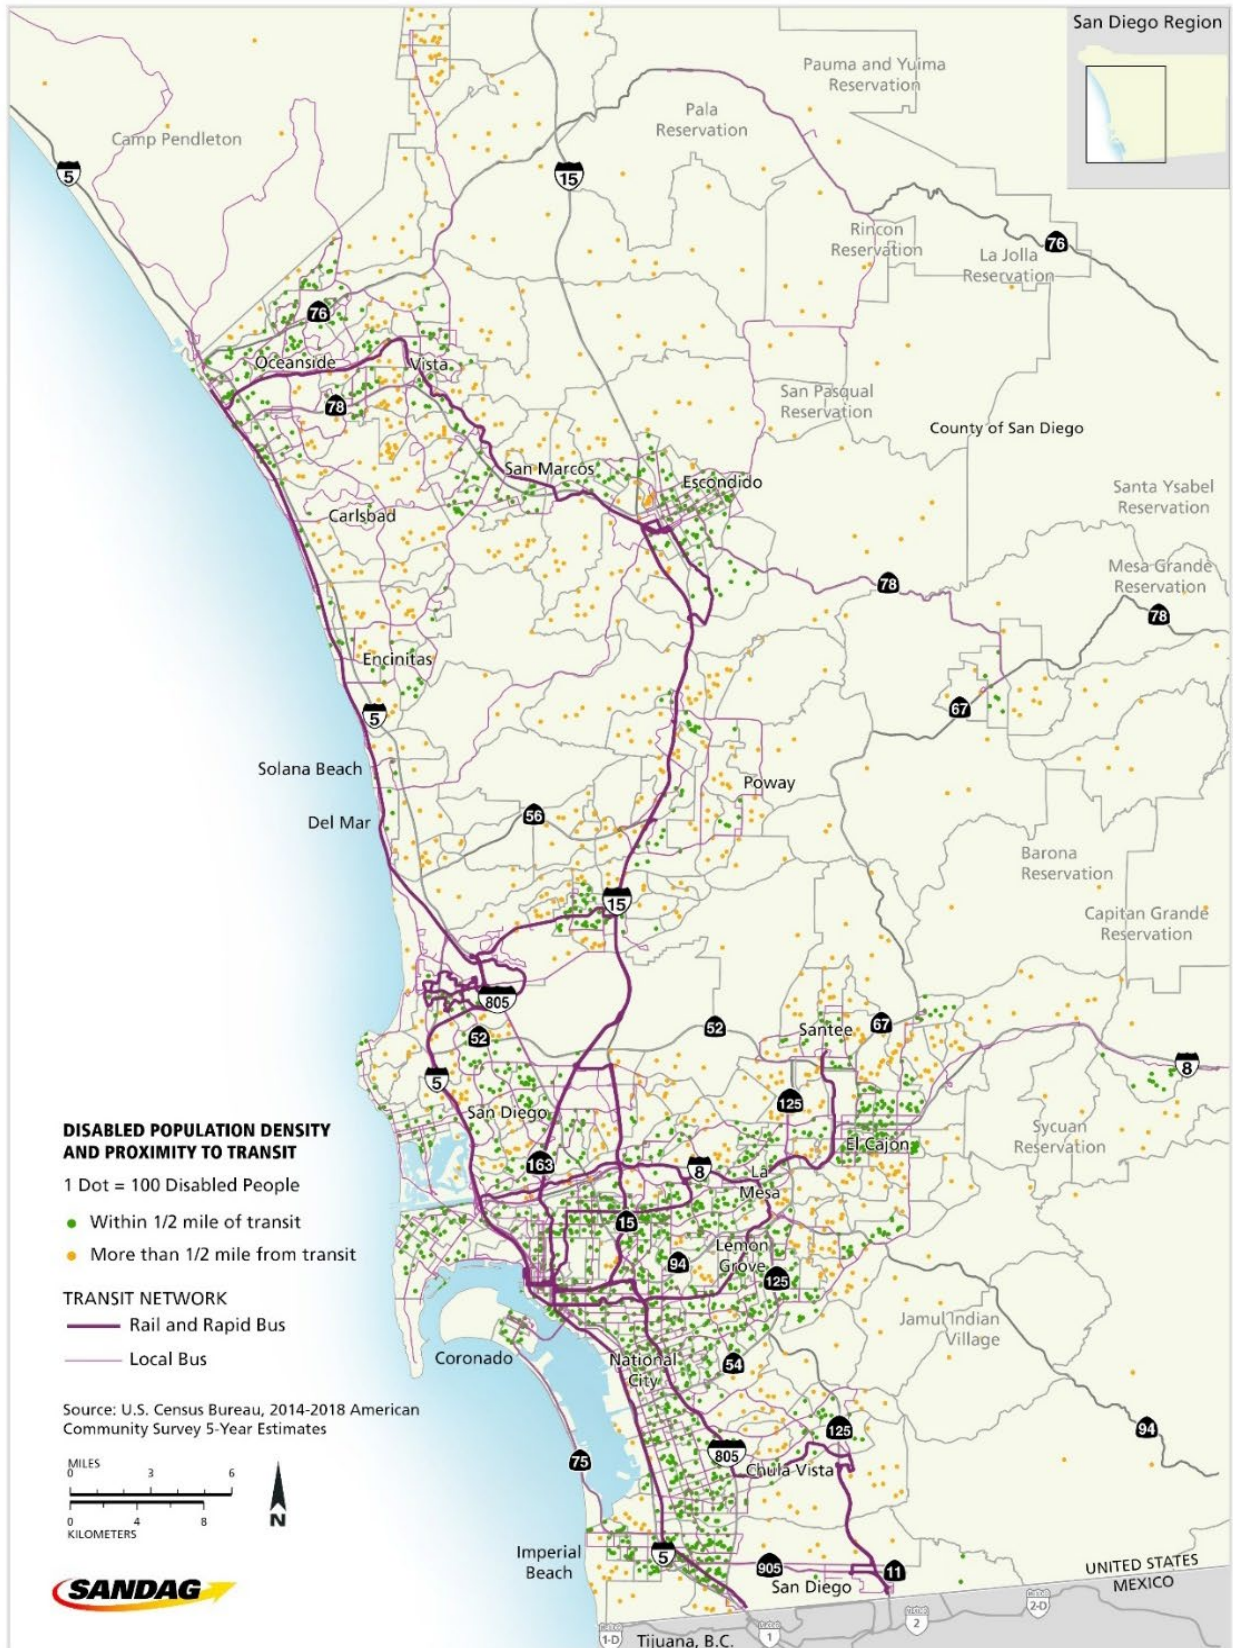 San Diego Region
Pauma and Yuima
Reservation
Pala
Reservation
Camp Pendleton
5
15
Rincon
Reservation
76
La Jolla
Reservation
76
Oceanside
Vista
78
San Pasqual
Reservation
County of San Diego
San Marcos
Escondido
Santa Ysabel
Reservation
Carlsbad
Mesa Grande
Reservation
78
78
Encinitas
67
5
Solana Beach
Poway
56
Del Mar
Barona
Reservation
15
Capitan Grande
Reservation
805
52
Santee
67
52
8
5
125
San Diego
DISABLED POPULATION DENSITY
AND PROXIMITY TO TRANSIT
El Cajon
Sycuan
Reservation
163
8
La
Mesa
1 Dot = 100 Disabled People
Within 1/2 mile of transit
15
More than 1/2 mile from transit
94
Lemon
Grove
125
TRANSIT NETWORK
Rail and Rapid Bus
Jamul Indian
Village
Local Bus
Coronado
National
City
54
Source: U.S. Census Bureau, 2014-2018 American
Community Survey 5-Year Estimates
125
94
805
75
Chula Vista
MILES
0 3 6
0 4 8
KILOMETERS
N
Imperial
Beach
5
905
11
San Diego
UNITED STATES
MEXICO
SANDAG
1-D
Tijuana, B.C.
1
2
2-D